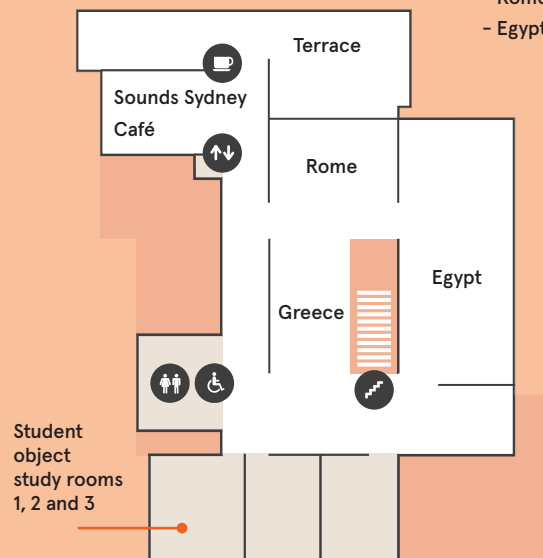 - Egypt
Terrace
Sounds Sydney
Café
Rome
Egypt
Greece
Student
object
study rooms
1, 2 and 3